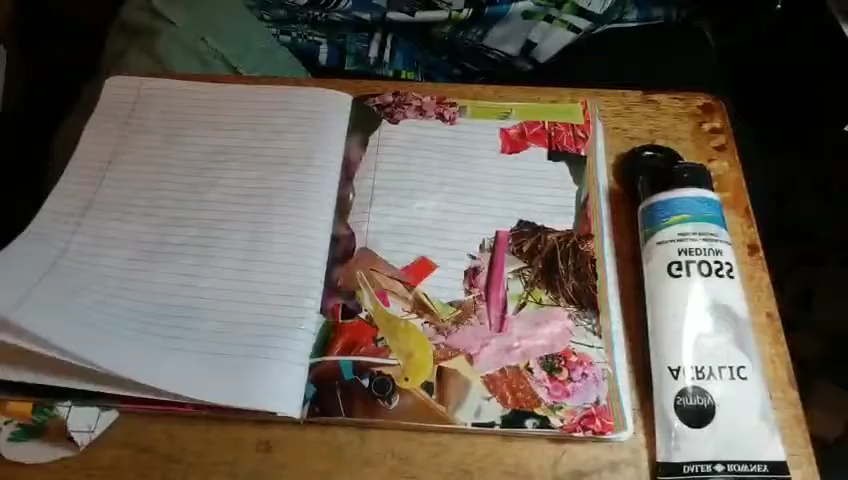 MEDIUM
GLOSS
ACRYLIC
simply
DALER ROWNEY